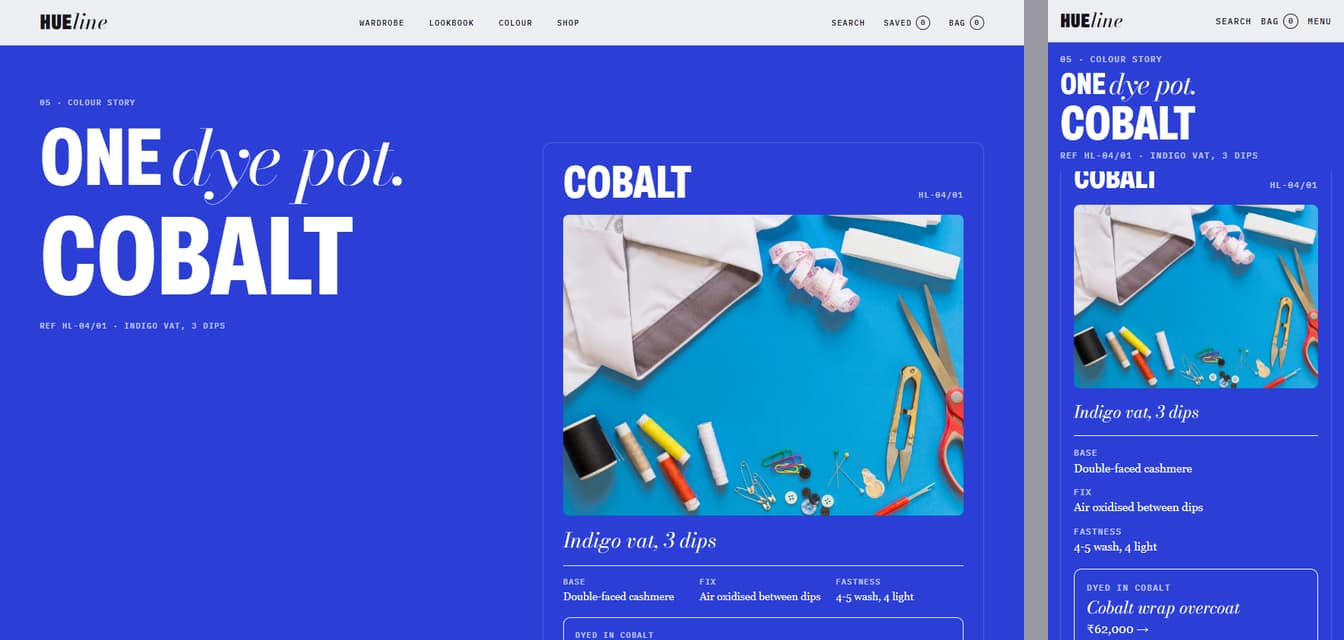 HUEline
WARDROBE LOOKBOOK COLOUR SHOP
SEARCH SAVED 0 BAG 0
05 · COLOUR STORY
ONE dye pot.
COBALT
REF HL-04/01 · INDIGO VAT, 3 DIPS
COBALT
HL-04/01
Indigo vat, 3 dips
BASE FIX FASTNESS
Double-faced cashmere Air oxidised between dips 4-5 wash, 4 light
DYED IN COBALT
HUEline
SEARCH BAG 0 MENU
05 · COLOUR STORY
ONE dye pot.
COBALT
REF HL-04/01 · INDIGO VAT, 3 DIPS
COBALT
HL-04/01
Indigo vat, 3 dips
BASE
Double-faced cashmere
FIX
Air oxidised between dips
FASTNESS
4-5 wash, 4 light
DYED IN COBALT
Cobalt wrap overcoat
₹62,000 →